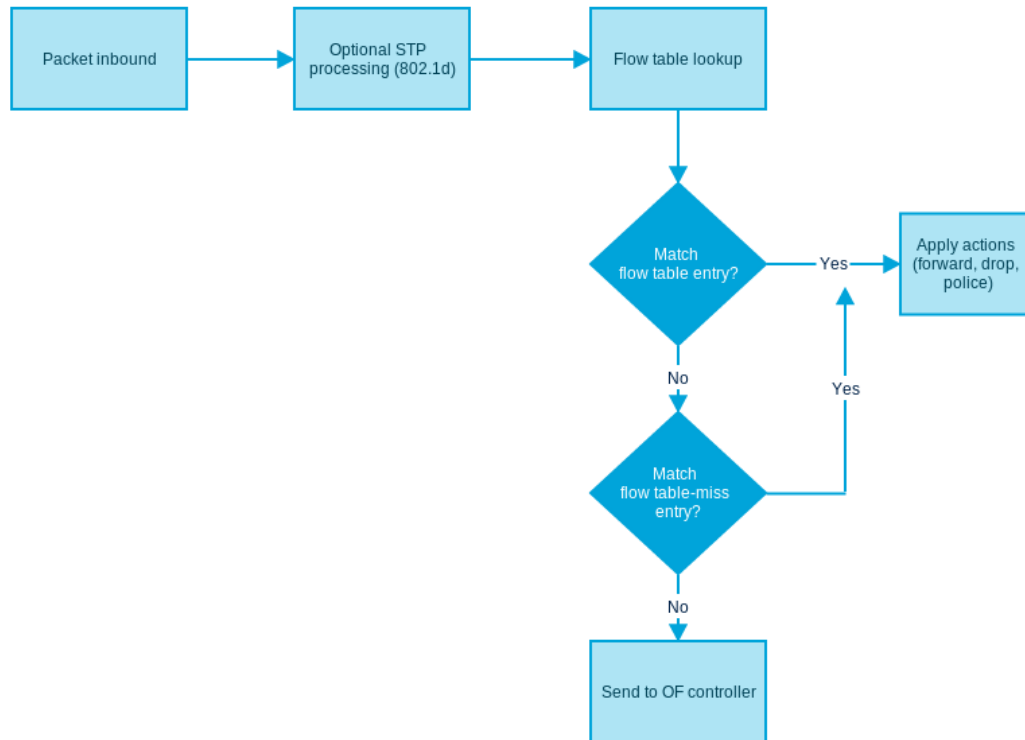 Packet inbound
Optional STP
processing (802.1d)
Flow table lookup
Match
flow table entry?
Yes
Apply actions
(forward, drop,
police)
No
Yes
Match
flow table-miss
entry?
No
Send to OF controller